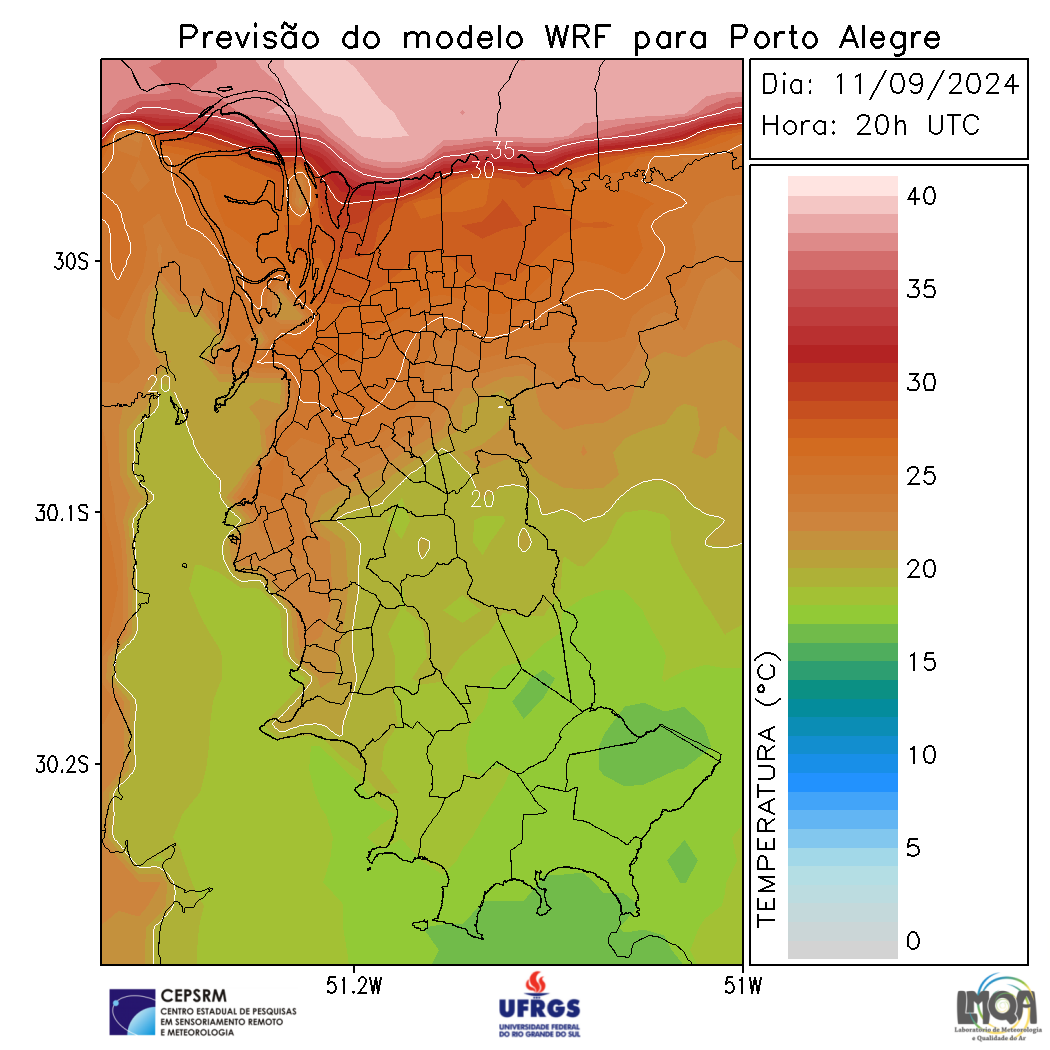 Previsão do modelo WRF para Porto Alegre
Dia: 11/09/2024
Hora: 20h UTC
35
30
20
20
30S
30.1S
30.2S
51.2W
51W
TEMPERATURA (°C)
40
35
30
25
20
15
10
5
0
CEPSRM
CENTRO ESTADUAL DE PESQUISAS
EM SENSORIAMENTO REMOTO
E METEOROLOGIA
UFRGS
UNIVERSIDADE FEDERAL
DO RIO GRANDE DO SUL
LMQA
Laboratório de Meteorologia
e Qualidade do Ar